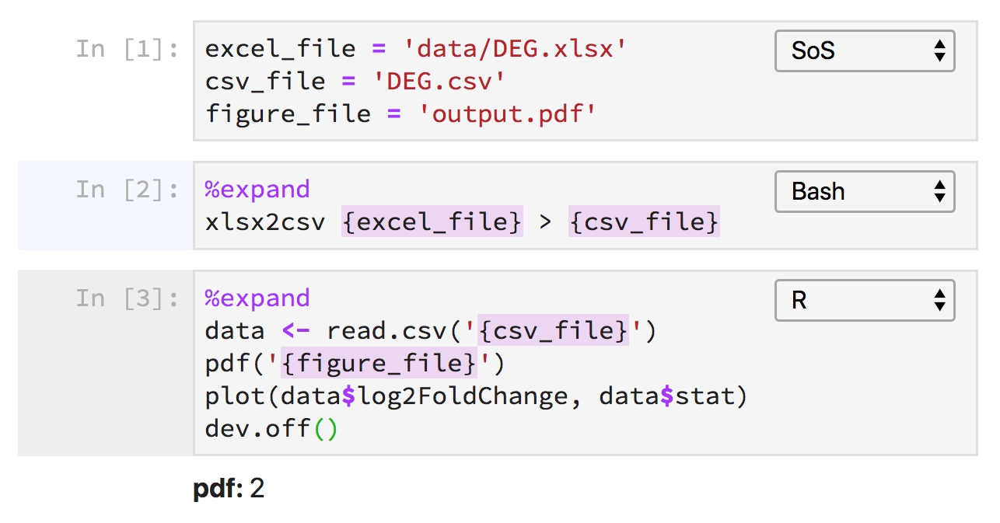 In [1]:
excel_file = 'data/DEG.xlsx'
SoS
csv_file = 'DEG.csv'
figure_file = 'output.pdf'
In [2]:
%expand
Bash
xlsx2csv {excel_file} > {csv_file}
In [3]:
%expand
R
data <- read.csv('{csv_file}')
pdf('{figure_file}')
plot(data$log2FoldChange, data$stat)
dev.off()
pdf: 2